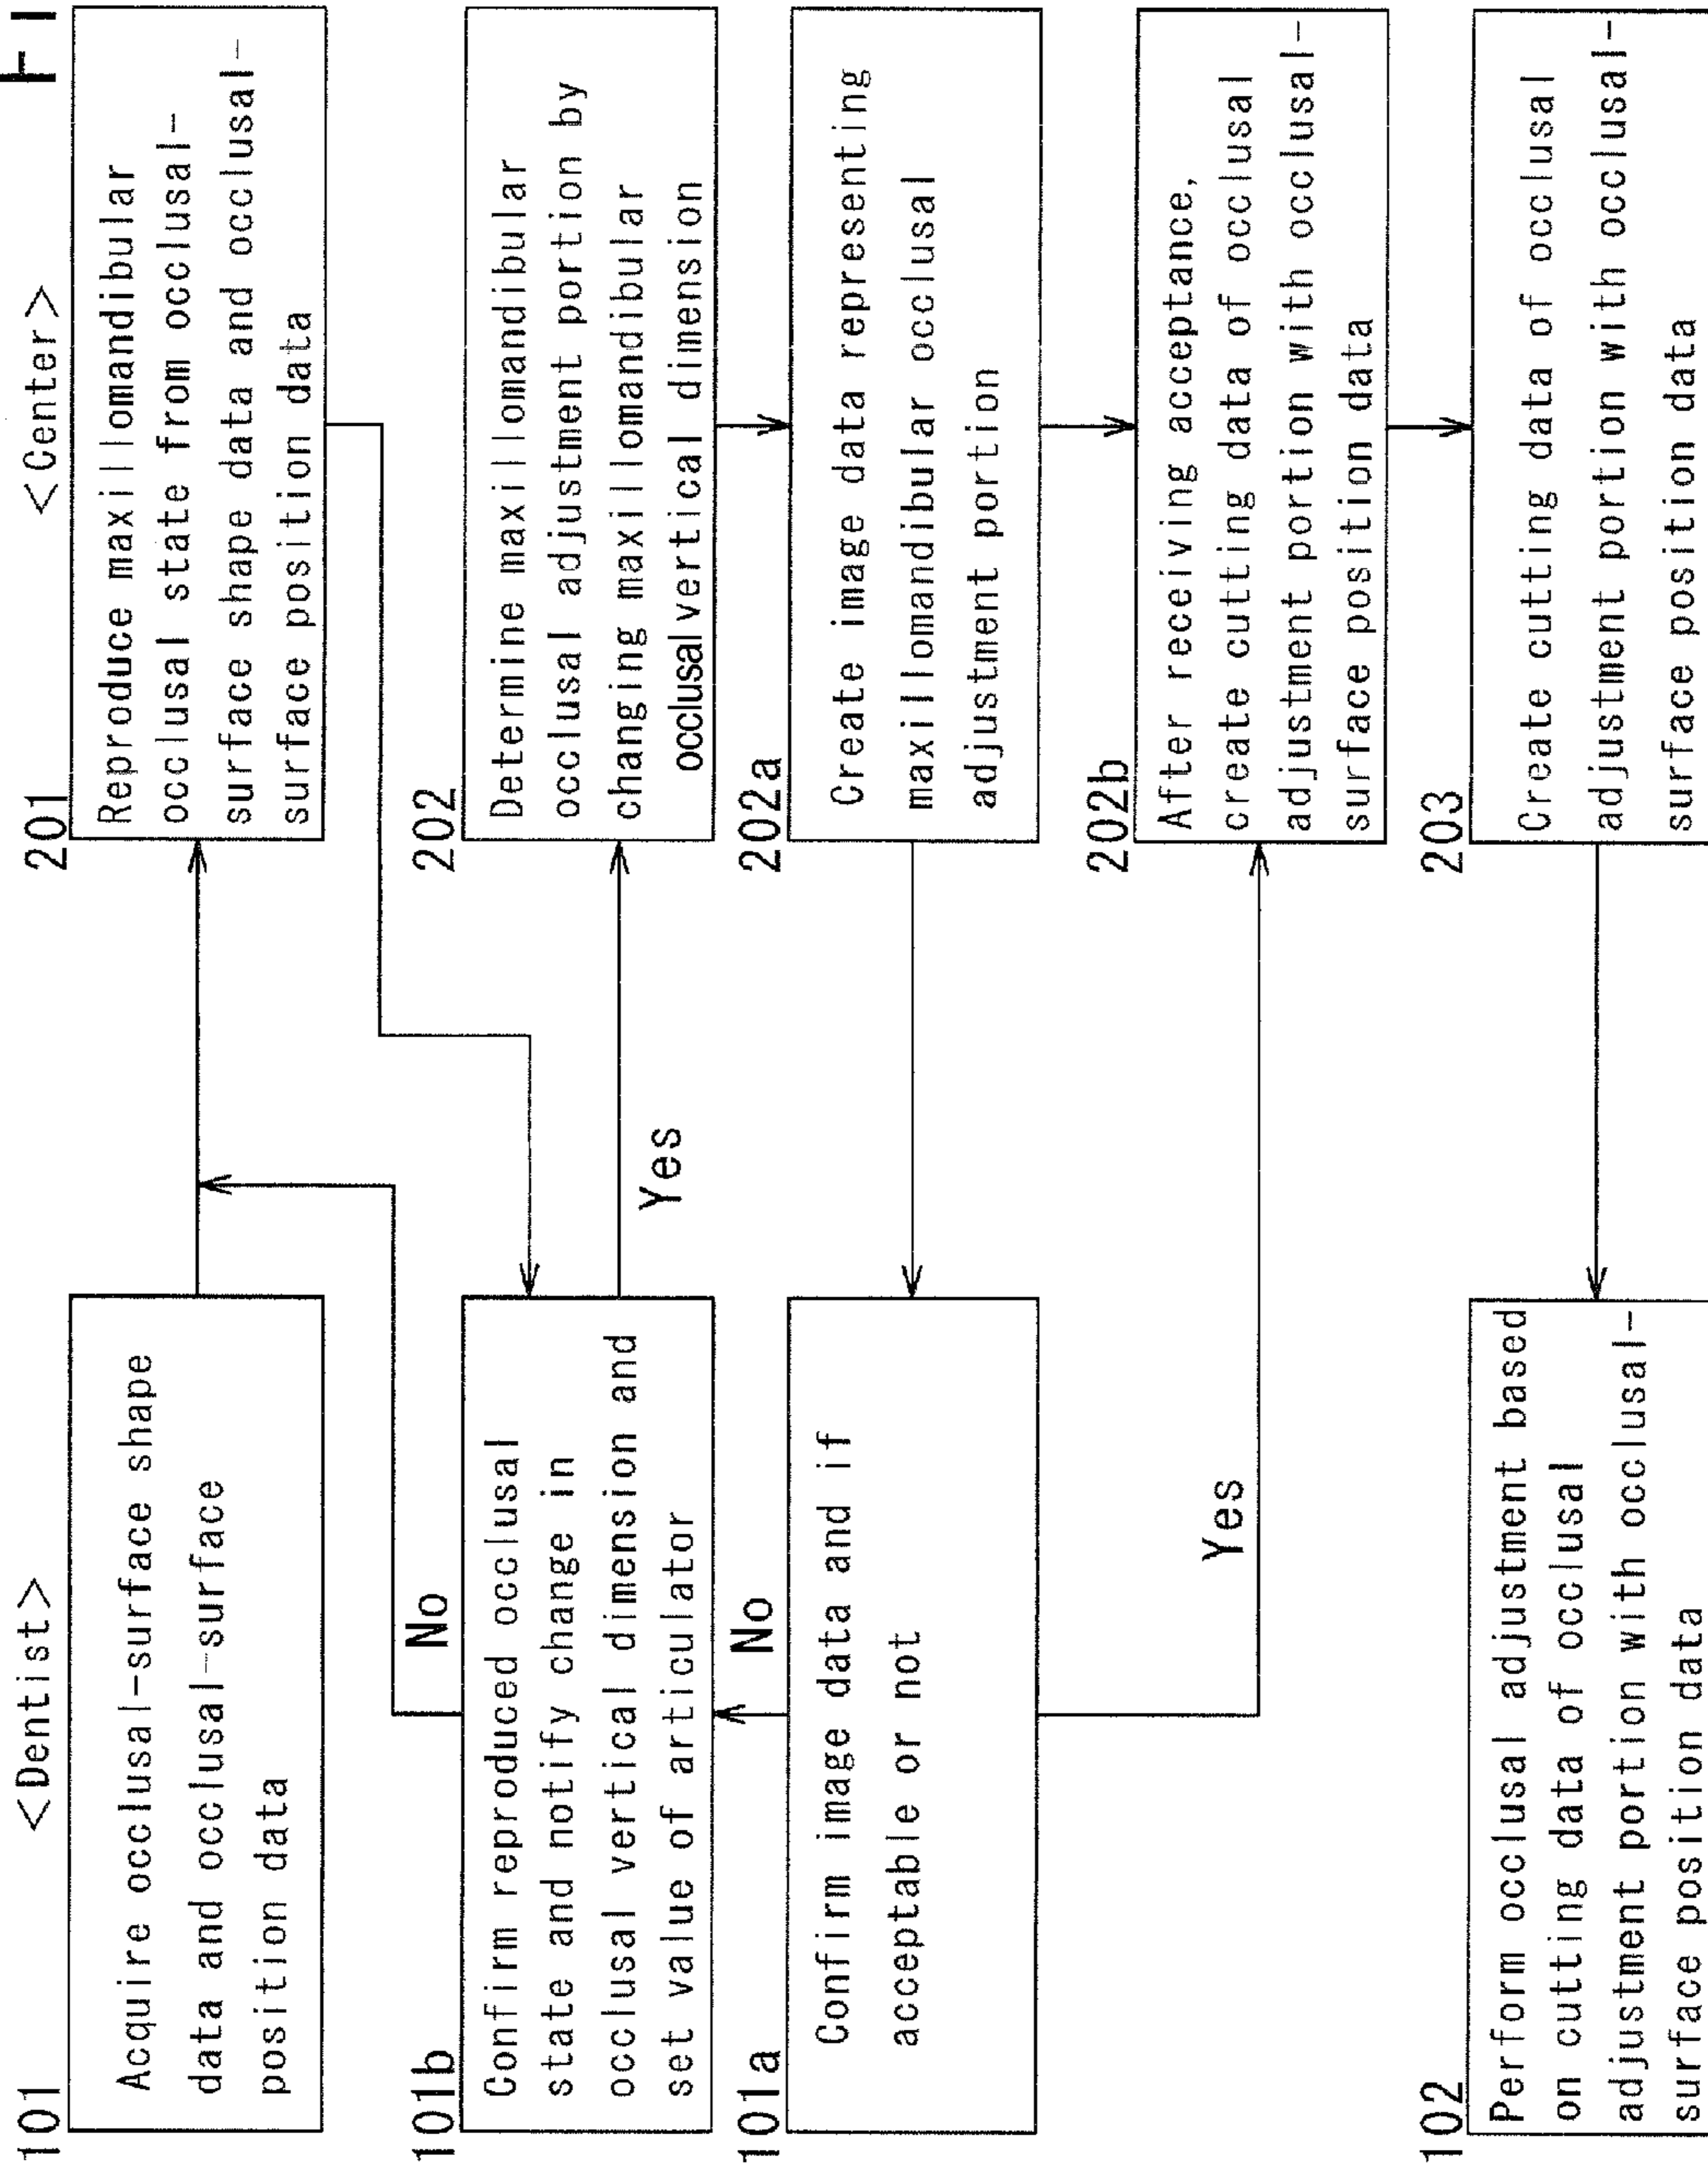 F I
<Dentist>
<Center>
101
Acquire occlusal-surface shape
data and occlusal-surface
position data
201
Reproduce maxillomandibular
occlusal state from occlusal-
surface shape data and occlusal-
surface position data
No
101b
Confirm reproduced occlusal
state and notify change in
occlusal vertical dimension and
set value of articulator
Yes
202
Determine maxillomandibular
occlusal adjustment portion by
changing maxillomandibular
occlusalvertical dimension
No
101a
Confirm image data and if
acceptable or not
202a
Create image data representing
maxillomandibular occlusal
adjustment portion
Yes
202b
After receiving acceptance,
create cutting data of occlusal
adjustment portion with occlusal-
surface position data
102
Perform occlusal adjustment based
on cutting data of occlusal
adjustment portion with occlusal-
surface position data
203
Create cutting data of occlusal
adjustment portion with occlusal-
surface position data